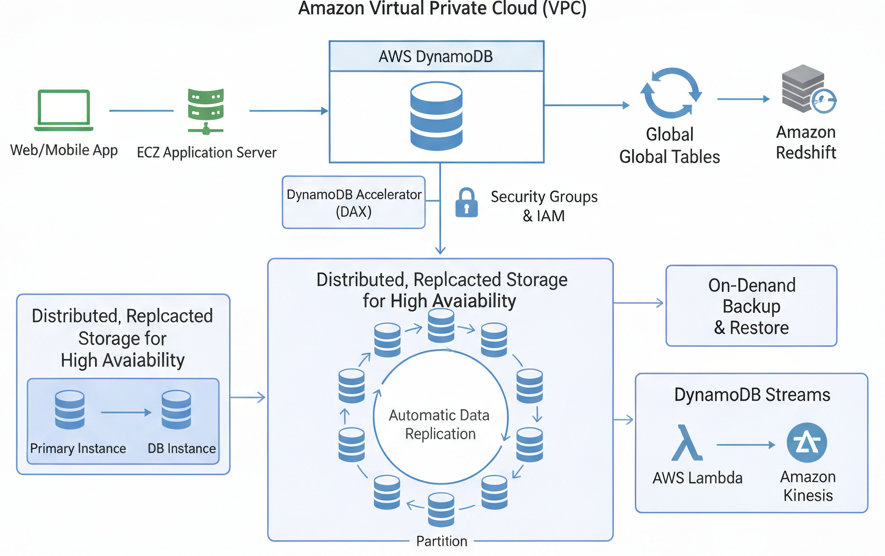 Amazon Virtual Private Cloud (VPC)
AWS DynamoDB
Web/Mobile App
ECZ Application Server
Global
Global Tables
Amazon
Redshift
DynamoDB Accelerator
(DAX)
Security Groups
& IAM
Distributed, Replcacted
Storage for
High Avaiability
Primary Instance
DB Instance
Distributed, Replcacted Storage
for High Avaiability
Automatic Data
Replication
Partition
On-Denand
Backup
& Restore
DynamoDB Streams
AWS Lambda
Amazon
Kinesis